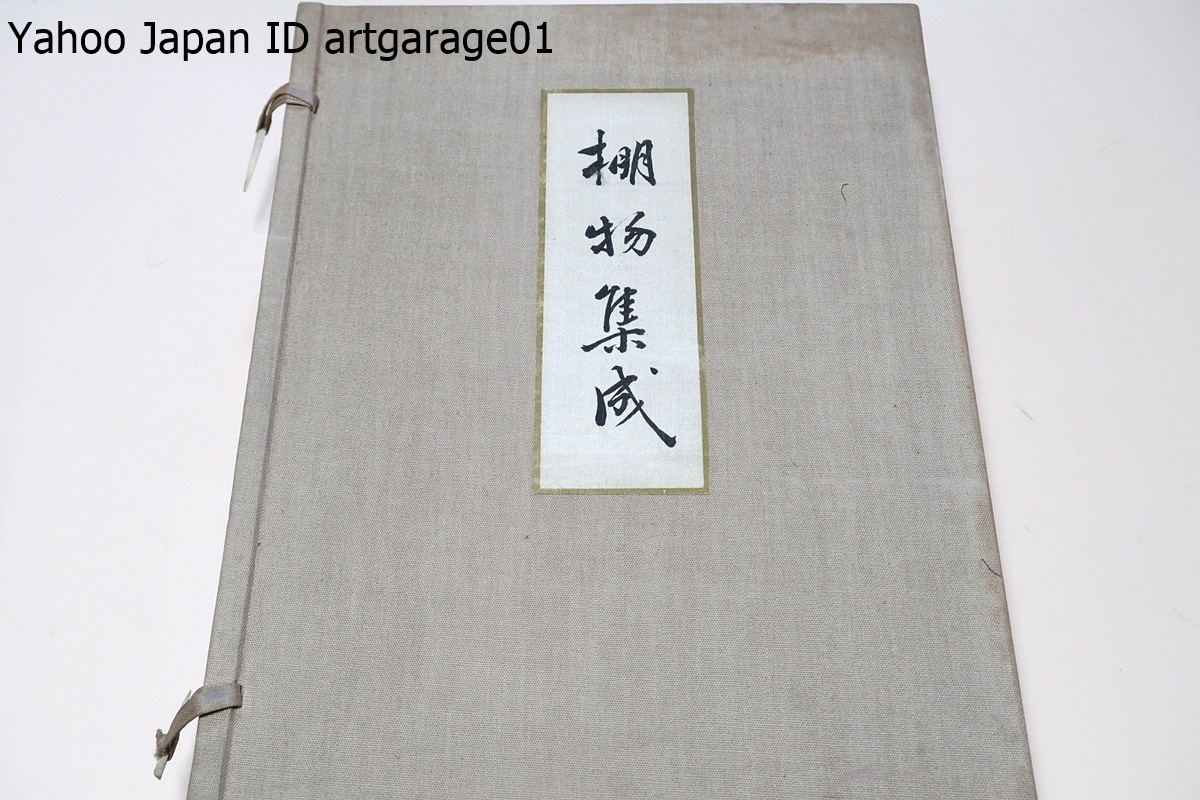 Yahoo Japan ID artgarage01
棚物集成